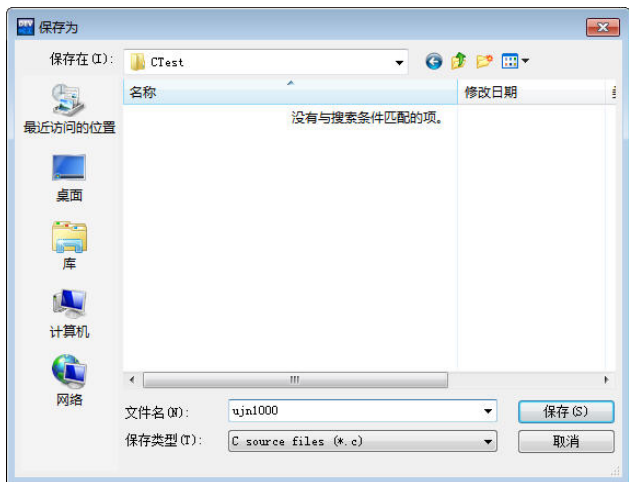 保存为
保存在(I):
CTest
名称
修改日期
没有与搜索条件匹配的项。
最近访问的位置
桌面
库
计算机
网络
文件名(N):
ujn1000
保存(S)
保存类型(T):
C source files (*.c)
取消